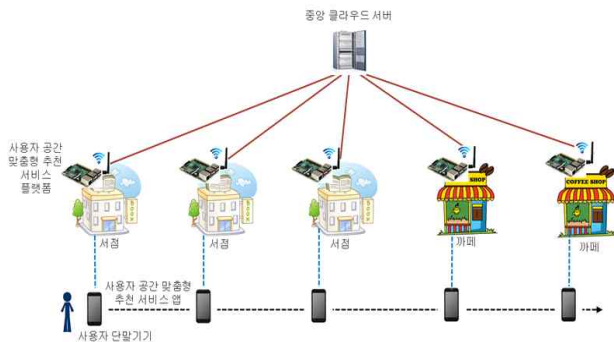 중앙 클라우드 서버
사용자 공간
맞춤형 추천
서비스
플랫폼
SHOP
COFFEE SHOP
서점
서점
서점
까페
까페
사용자 공간 맞춤형
추천 서비스 앱
사용자 단말기기